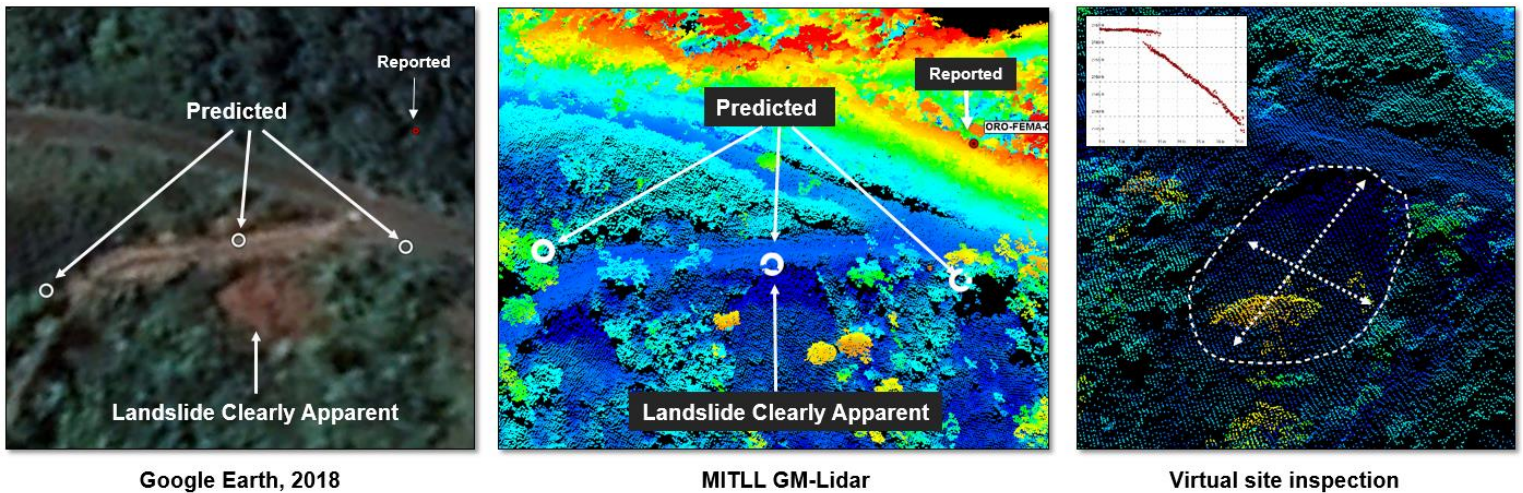 Reported
Predicted
Landslide Clearly Apparent
Google Earth, 2018
Reported
Predicted
ORO-FEMA-
Landslide Clearly Apparent
MITLL GM-Lidar
Virtual site inspection